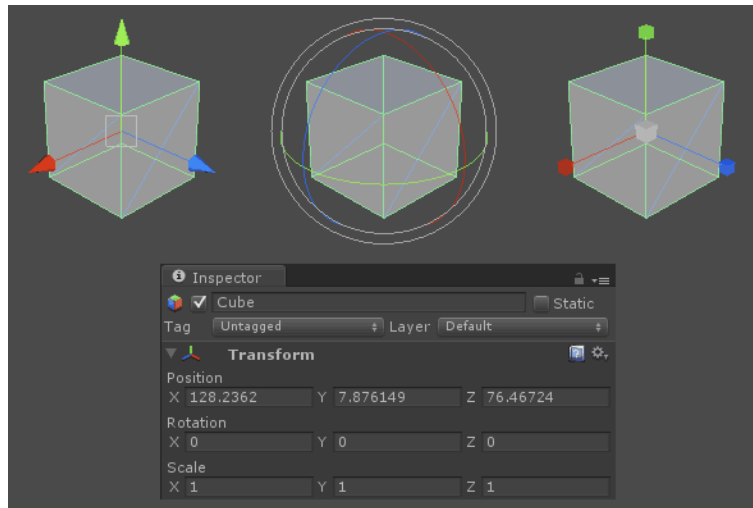 Inspector
Cube Static
Tag Untagged Layer Default
Transform
Position
X 128.2362 Y 7.876149 Z 76.46724
Rotation
X 0 Y 0 Z 0
Scale
X 1 Y 1 Z 1